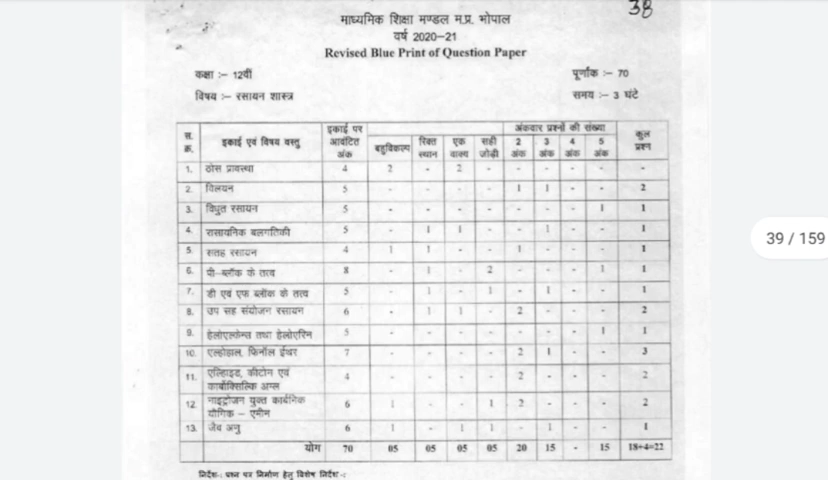 38
माध्यमिक शिक्षा मण्डल म.प्र. भोपाल
वर्ष 2020-21
Revised Blue Print of Question Paper
कक्षा :- 12वीं पूर्णांक :- 70
विषय :- रसायन शास्त्र समय :- 3 घंटे
स. क्र. इकाई एवं विषय वस्तु इकाई पर आवंटित अंक बहुविकल्प रिक्त स्थान एक वाक्य सही जोड़ी अंकवार प्रश्नों की संख्या 2 अंक 3 अंक 4 अंक 5 अंक कुल प्रश्न
1. ठोस प्रावस्था 4 2 - 2 - - - - - -
2. विलयन 5 - - - - 1 1 - - 2
3. विद्युत रसायन 5 - - - - - - - 1 1
4. रासायनिक बलगतिकी 5 - 1 1 - - 1 - - 1
5. सतह रसायन 4 1 1 - - 1 - - - 1
6. पी-ब्लॉक के तत्व 8 - 1 - 2 - - - 1 1
7. डी एवं एफ ब्लॉक के तत्व 5 - 1 - 1 - 1 - - 1
8. उप सह संयोजन रसायन 6 - 1 1 - 2 - - - 2
9. हेलोएल्केन्स तथा हेलोएरिन 5 - - - - - - - 1 1
10. एल्होहाल, फिनॉल ईथर 7 - - - - 2 1 - - 3
11. एल्डिहाइड, कीटोन एवं कार्बोक्सिलिक अम्ल 4 - - - - 2 - - - 2
12. नाइट्रोजन युक्त कार्बनिक यौगिक - एमीन 6 1 - - 1 2 - - - 2
13. जैव अणु 6 1 - 1 1 - 1 - - 1
योग 70 05 05 05 05 20 15 - 15 18+4=22
निर्देश-: प्रश्न पत्र निर्माण हेतु विशेष निर्देश -:
39 / 159